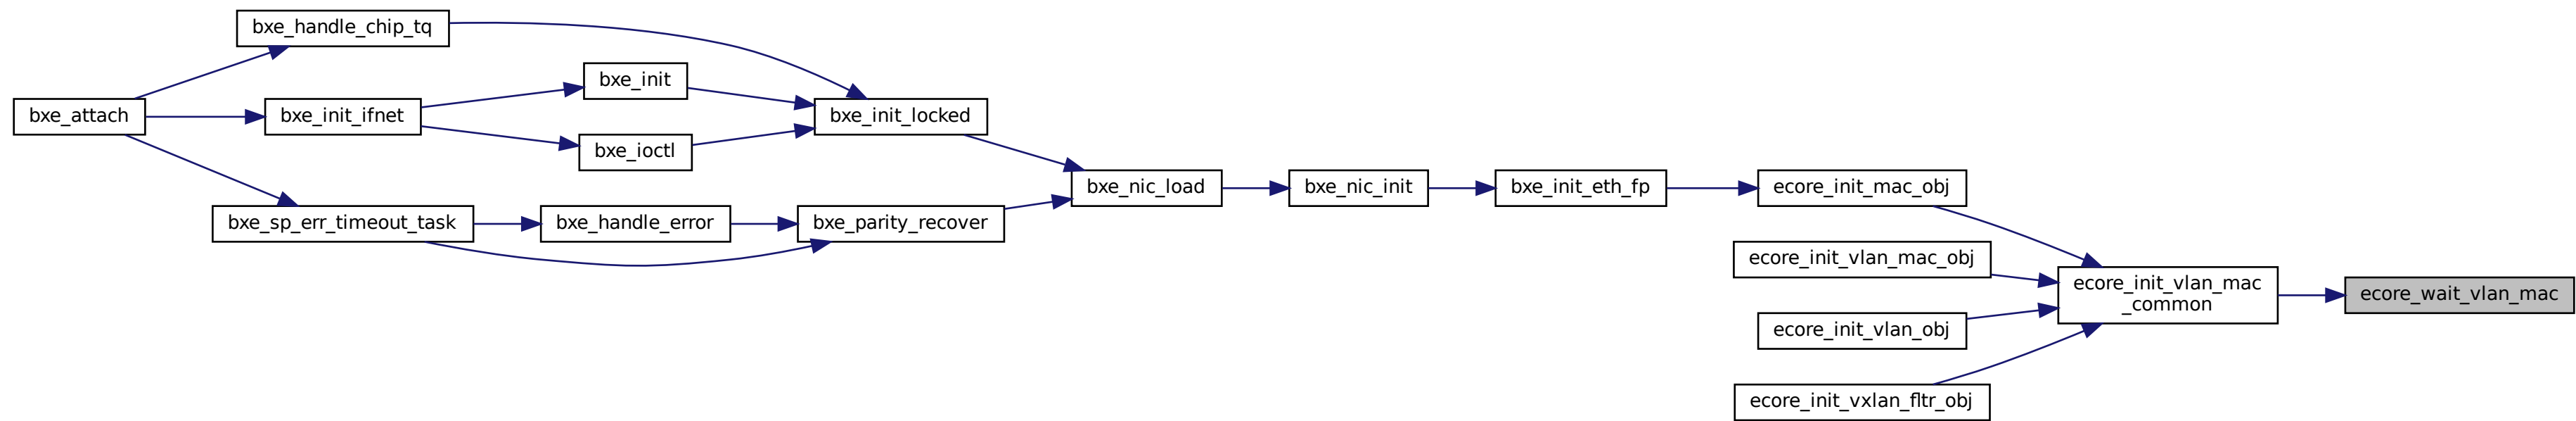 bxe_handle_chip_tq
bxe_init
bxe_attach
bxe_init_ifnet
bxe_init_locked
bxe_ioctl
bxe_nic_load
bxe_nic_init
bxe_init_eth_fp
ecore_init_mac_obj
bxe_sp_err_timeout_task
bxe_handle_error
bxe_parity_recover
ecore_init_vlan_mac_obj
ecore_init_vlan_mac
_common
ecore_wait_vlan_mac
ecore_init_vlan_obj
ecore_init_vxlan_fltr_obj